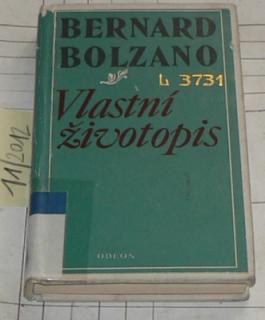 BERNARD
BOLZANO
L 3731
Vlastní
životopis
11/2012
ODEON